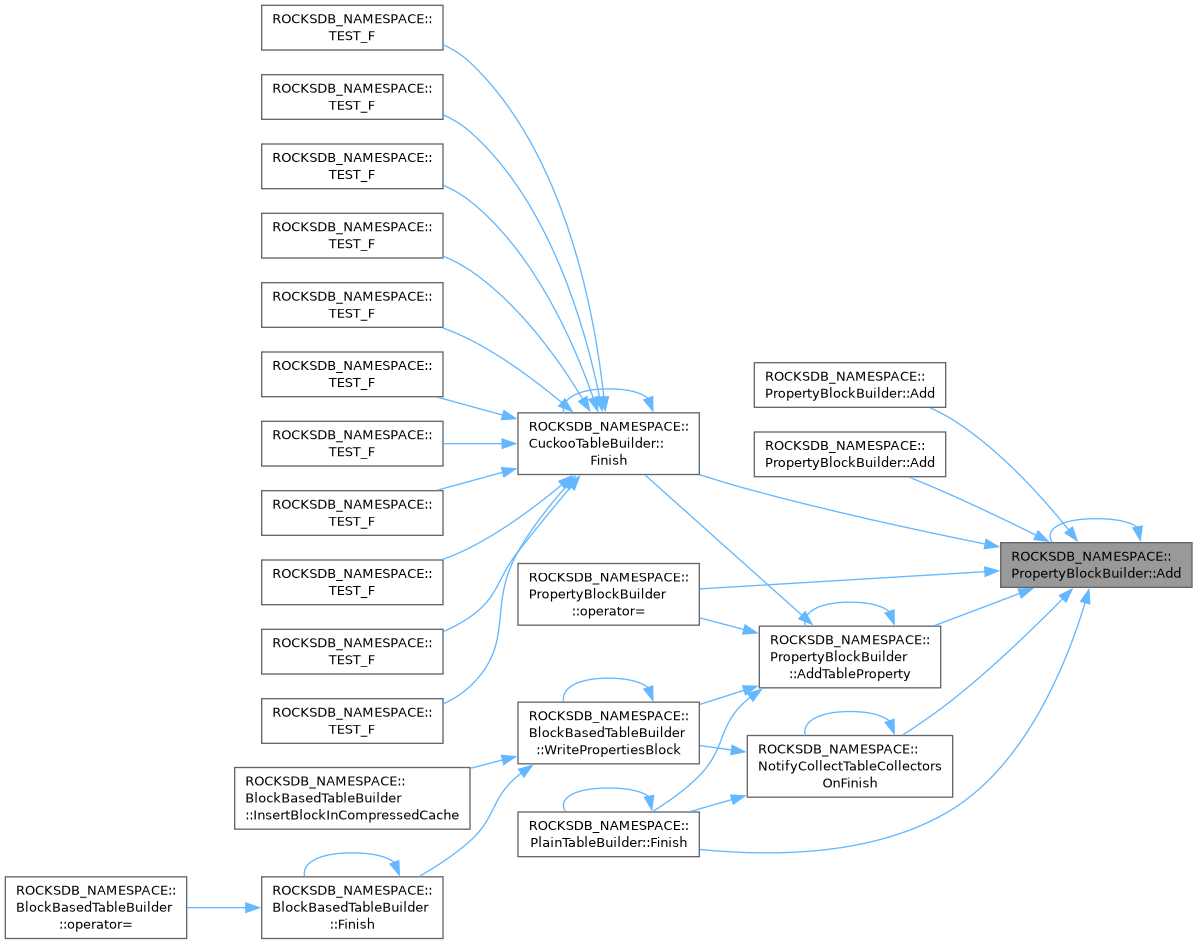 ROCKSDB_NAMESPACE::
TEST_F
ROCKSDB_NAMESPACE::
TEST_F
ROCKSDB_NAMESPACE::
TEST_F
ROCKSDB_NAMESPACE::
TEST_F
ROCKSDB_NAMESPACE::
TEST_F
ROCKSDB_NAMESPACE::
TEST_F
ROCKSDB_NAMESPACE::
TEST_F
ROCKSDB_NAMESPACE::
TEST_F
ROCKSDB_NAMESPACE::
TEST_F
ROCKSDB_NAMESPACE::
TEST_F
ROCKSDB_NAMESPACE::
TEST_F
ROCKSDB_NAMESPACE::
BlockBasedTableBuilder
::InsertBlockInCompressedCache
ROCKSDB_NAMESPACE::
BlockBasedTableBuilder
::Finish
ROCKSDB_NAMESPACE::
BlockBasedTableBuilder
::operator=
ROCKSDB_NAMESPACE::
CuckooTableBuilder::
Finish
ROCKSDB_NAMESPACE::
PropertyBlockBuilder
::operator=
ROCKSDB_NAMESPACE::
BlockBasedTableBuilder
::WritePropertiesBlock
ROCKSDB_NAMESPACE::
PlainTableBuilder::Finish
ROCKSDB_NAMESPACE::
PropertyBlockBuilder::Add
ROCKSDB_NAMESPACE::
PropertyBlockBuilder::Add
ROCKSDB_NAMESPACE::
PropertyBlockBuilder
::AddTableProperty
ROCKSDB_NAMESPACE::
NotifyCollectTableCollectors
OnFinish
ROCKSDB_NAMESPACE::
PropertyBlockBuilder::Add